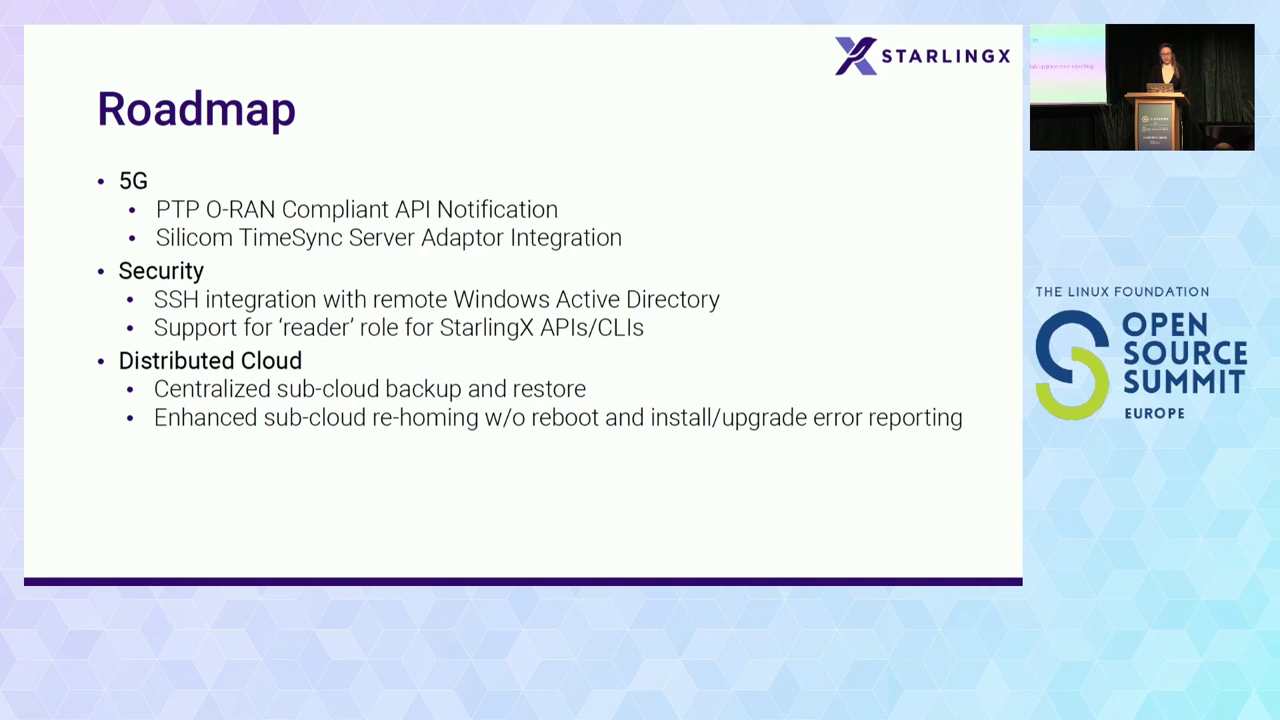 STARLINGX
Roadmap
• 5G
• PTP O-RAN Compliant API Notification
• Silicom TimeSync Server Adaptor Integration
• Security
• SSH integration with remote Windows Active Directory
• Support for ‘reader’ role for StarlingX APIs/CLIs
• Distributed Cloud
• Centralized sub-cloud backup and restore
• Enhanced sub-cloud re-homing w/o reboot and install/upgrade error reporting
THE LINUX FOUNDATION
OPEN
SOURCE
SUMMIT
EUROPE